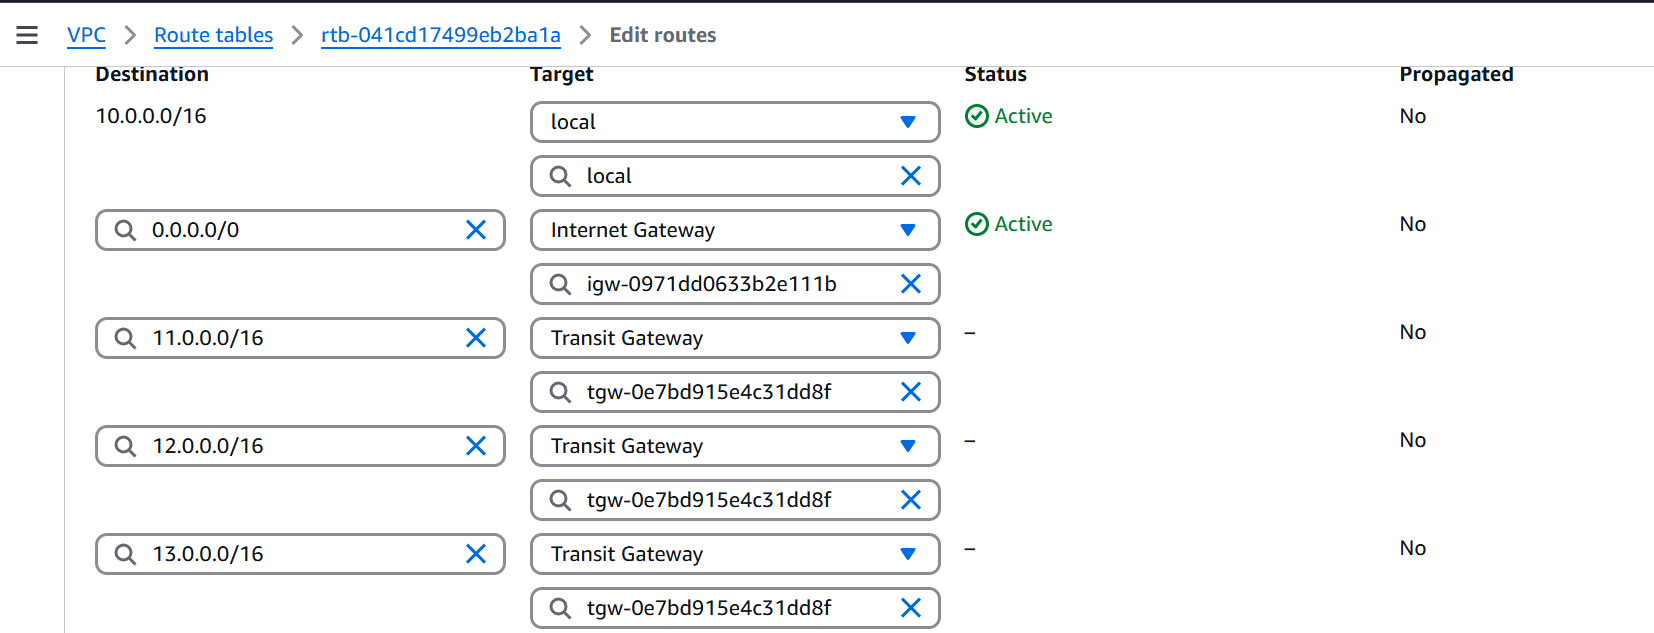 VPC > Route tables > rtb-041cd17499eb2ba1a > Edit routes
Destination Target Status Propagated
10.0.0.0/16 local Active No
local
0.0.0.0/0 Internet Gateway Active No
igw-0971dd0633b2e111b
11.0.0.0/16 Transit Gateway – No
tgw-0e7bd915e4c31dd8f
12.0.0.0/16 Transit Gateway – No
tgw-0e7bd915e4c31dd8f
13.0.0.0/16 Transit Gateway – No
tgw-0e7bd915e4c31dd8f